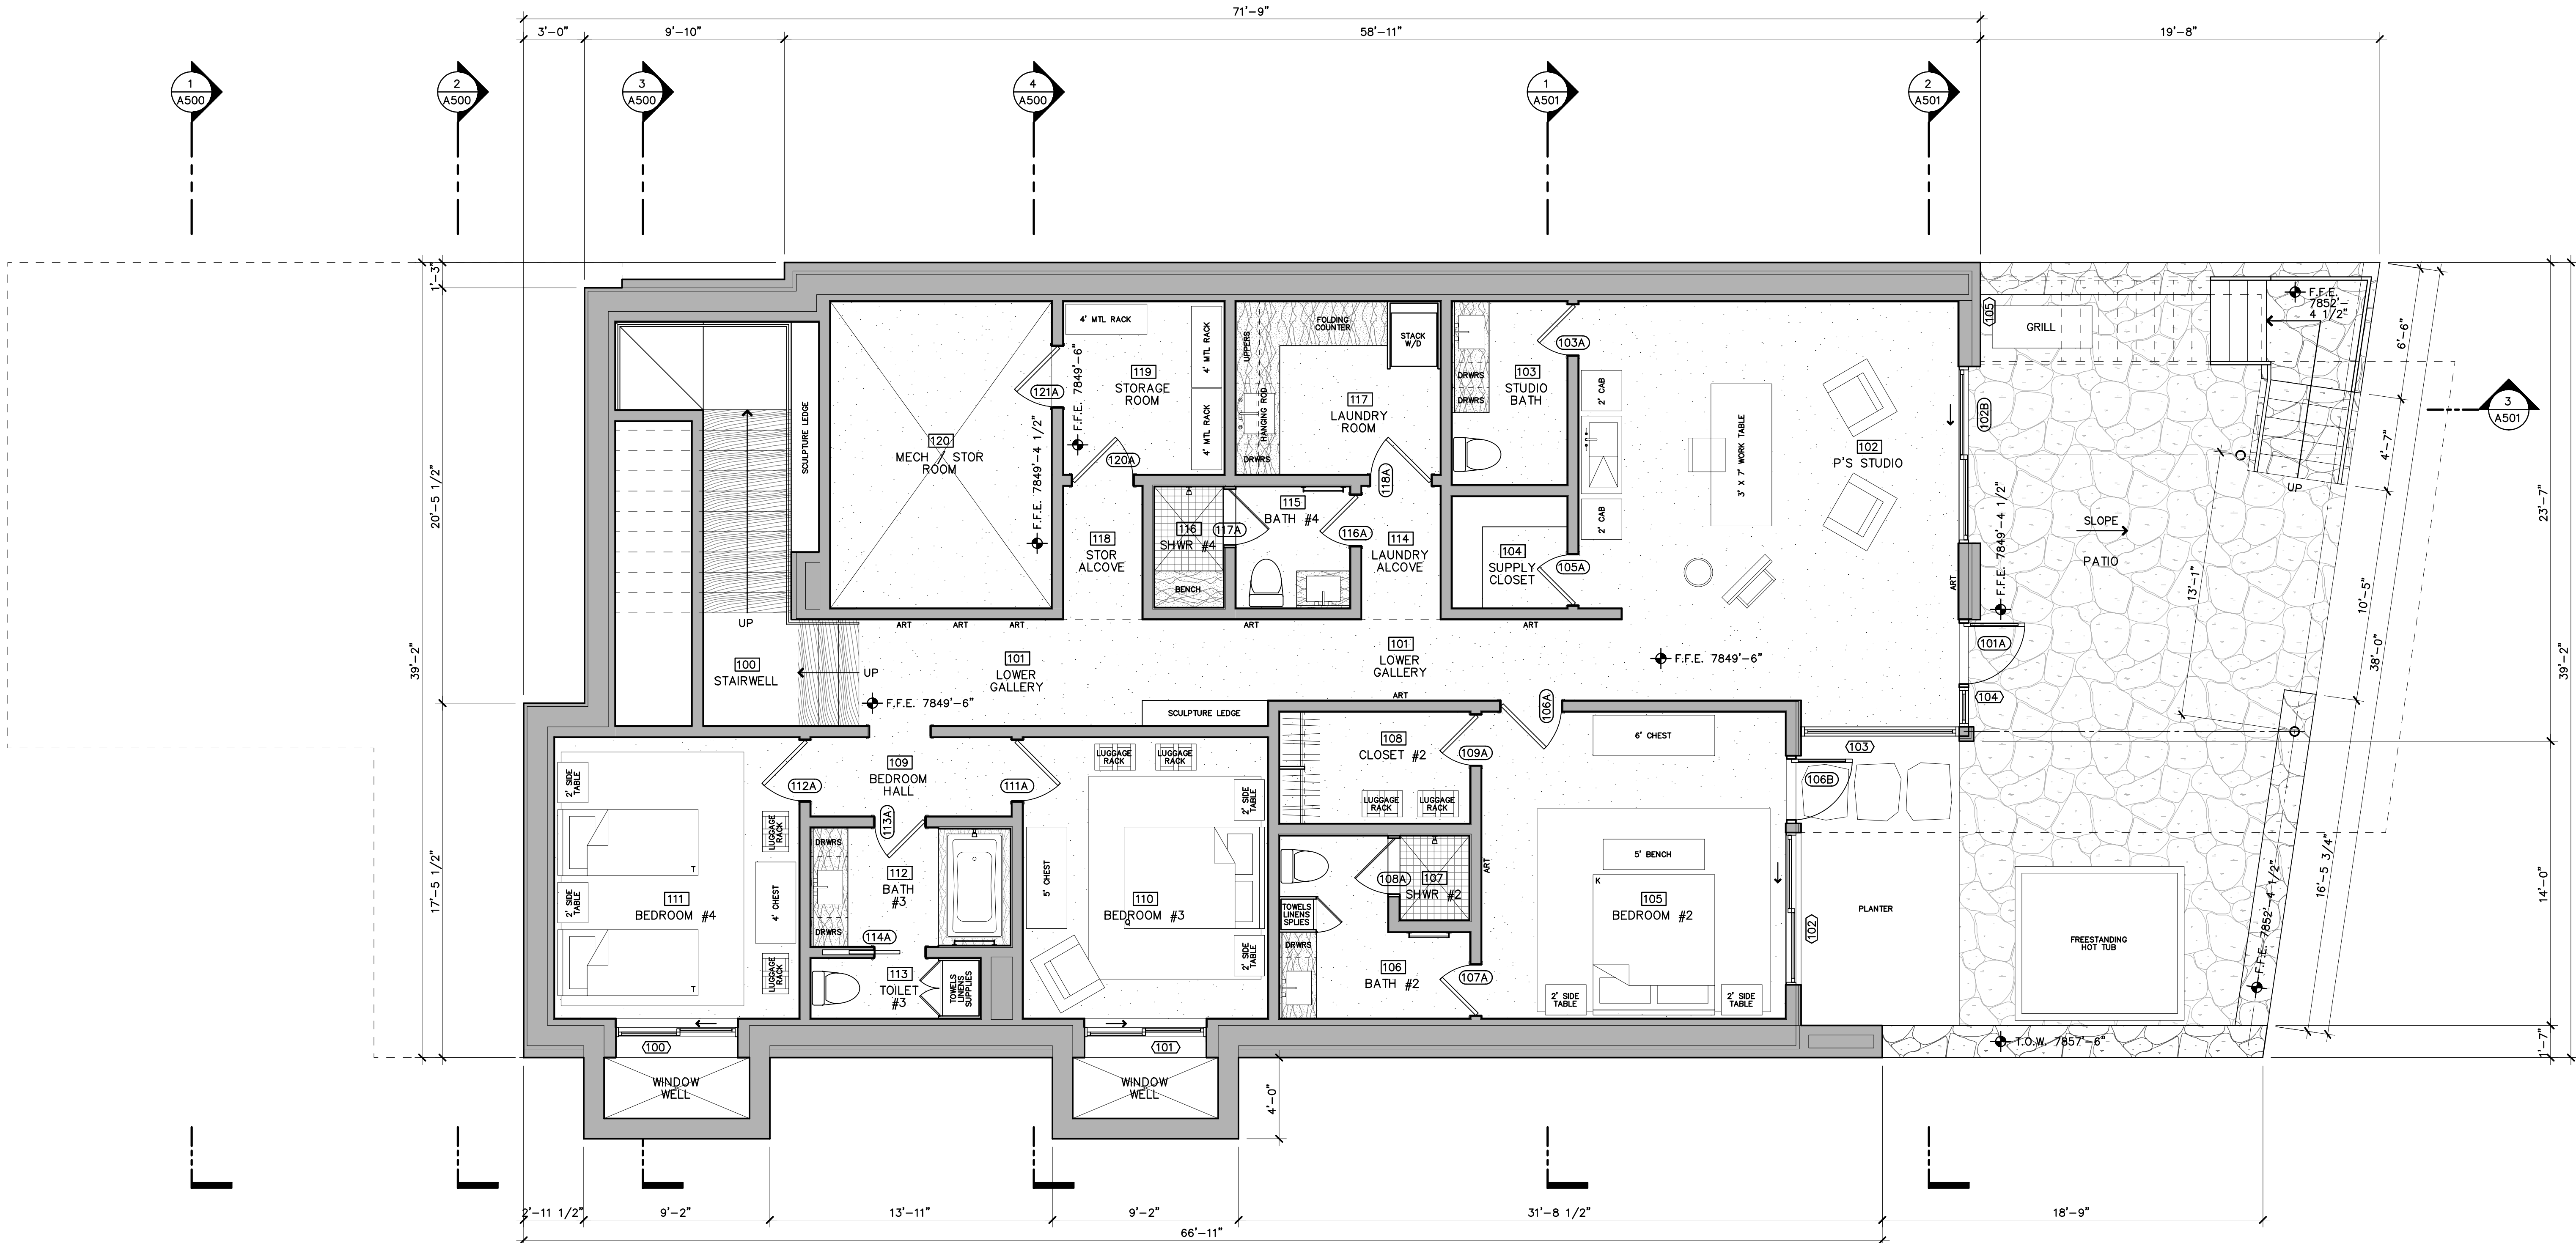 71'-9"
3'-0"
9'-10"
58'-11"
19'-8"
1
A500
2
A500
3
A500
4
A500
1
A501
2
A501
3
A501
1'-3"
20'-5 1/2"
39'-2"
17'-5 1/2"
SCULPTURE LEDGE
120
MECH / STOR
ROOM
121A
F.F.E. 7849'-4 1/2"
F.F.E. 7849'-6"
4' MTL RACK
4' MTL RACK
4' MTL RACK
119
STORAGE
ROOM
120A
UPPERS
HANGING ROD
DRWRS
FOLDING
COUNTER
STACK
W/D
117
LAUNDRY
ROOM
118A
DRWRS
DRWRS
103
STUDIO
BATH
103A
2' CAB
2' CAB
3' X 7' WORK TABLE
102
P'S STUDIO
102B
105
GRILL
F.F.E.
7852'-
4 1/2"
6'-6"
4'-7"
UP
SLOPE
PATIO
F.F.E. 7849'-4 1/2"
ART
13'-1"
10'-5"
38'-0"
23'-7"
39'-2"
118
STOR
ALCOVE
116
SHWR #4
117A
BENCH
115
BATH #4
116A
114
LAUNDRY
ALCOVE
104
SUPPLY
CLOSET
105A
UP
100
STAIRWELL
UP
ART
ART
ART
ART
ART
101
LOWER
GALLERY
101
LOWER
GALLERY
F.F.E. 7849'-6"
F.F.E. 7849'-6"
101A
104
SCULPTURE LEDGE
ART
106A
103
109
BEDROOM
HALL
112A
111A
113A
LUGGAGE
RACK
LUGGAGE
RACK
108
CLOSET #2
109A
LUGGAGE
RACK
LUGGAGE
RACK
6' CHEST
106B
2' SIDE
TABLE
2' SIDE
TABLE
T
T
LUGGAGE
RACK
LUGGAGE
RACK
4' CHEST
111
BEDROOM #4
DRWRS
DRWRS
112
BATH
#3
114A
113
TOILET
#3
TOWELS
LINENS
SUPPLIES
5' CHEST
2' SIDE
TABLE
2' SIDE
TABLE
110
BEDROOM #3
Q
108A
107
SHWR #2
TOWELS
LINENS
SPLIES
DRWRS
106
BATH #2
107A
ART
5' BENCH
K
105
BEDROOM #2
2' SIDE
TABLE
2' SIDE
TABLE
102
PLANTER
FREESTANDING
HOT TUB
F.F.E. 7852'-4 1/2"
16'-5 3/4"
14'-0"
1'-7"
T.O.W. 7857'-6"
100
WINDOW
WELL
101
WINDOW
WELL
4'-0"
2'-11 1/2"
9'-2"
13'-11"
9'-2"
31'-8 1/2"
18'-9"
66'-11"